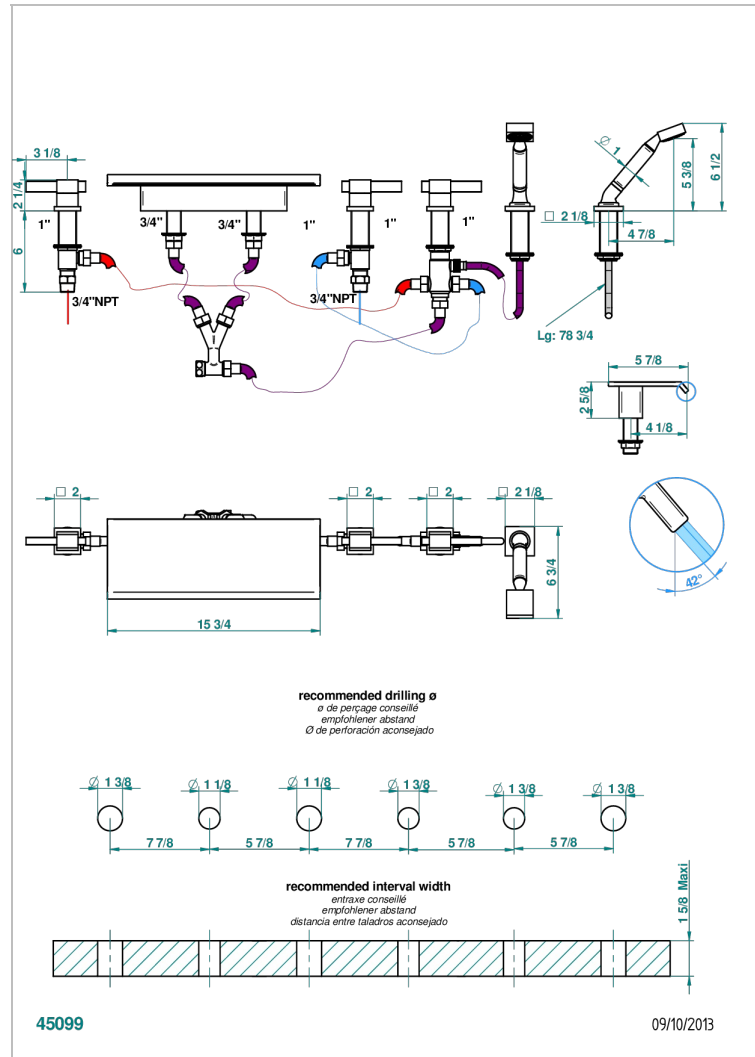 3 1/8
2 1/4
6
1"
3/4"
3/4"
1"
1"
1"
3/4"NPT
3/4"NPT
Ø 1
5 3/8
6 1/2
□ 2 1/8
4 7/8
Lg: 78 3/4
5 7/8
2 5/8
4 1/8
□ 2
□ 2
□ 2
□ 2 1/8
6 3/4
42°
15 3/4
recommended drilling ø
ø de perçage conseillé
empfohlener abstand
Ø de perforación aconsejado
Ø 1 3/8
Ø 1 1/8
Ø 1 1/8
Ø 1 3/8
Ø 1 3/8
Ø 1 3/8
7 7/8
5 7/8
7 7/8
5 7/8
5 7/8
recommended interval width
entraxe conseillé
empfohlener abstand
distancia entre taladros aconsejado
1 5/8 Maxi
45099
09/10/2013